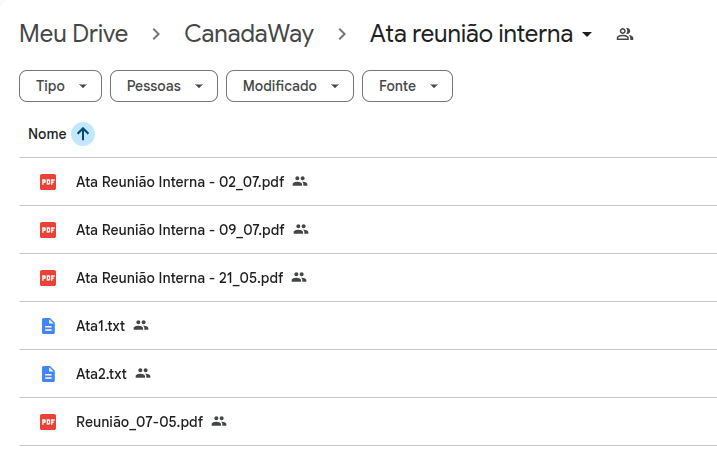 Meu Drive > CanadaWay > Ata reunião interna
Tipo Pessoas Modificado Fonte
Nome
PDF Ata Reunião Interna - 02_07.pdf
PDF Ata Reunião Interna - 09_07.pdf
PDF Ata Reunião Interna - 21_05.pdf
Ata1.txt
Ata2.txt
PDF Reunião_07-05.pdf